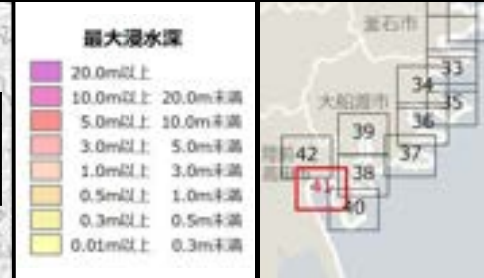 最大浸水深
20.0m以上
10.0m以上 20.0m未満
5.0m以上 10.0m未満
3.0m以上 5.0m未満
1.0m以上 3.0m未満
0.5m以上 1.0m未満
0.3m以上 0.5m未満
0.01m以上 0.3m未満
釜石市
33
34
35
大船渡市
36
39
37
42
38
41
40